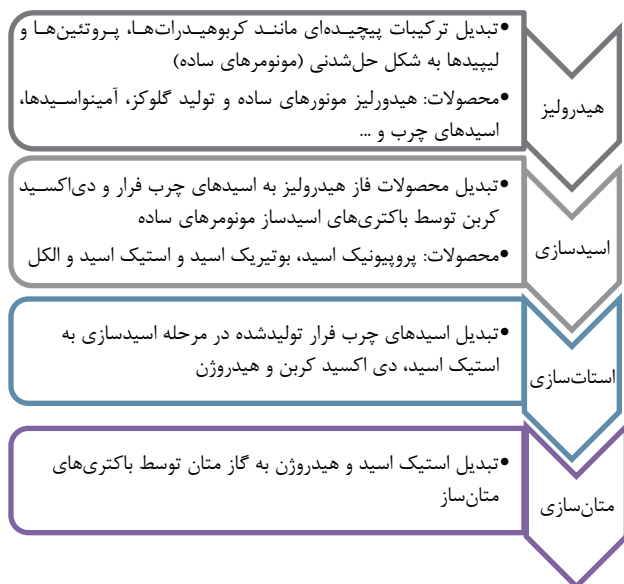 هیدرولیز
•تبدیل ترکیبات پیچیده‌ای مانند کربوهیدرات‌ها، پروتئین‌ها و
لیپیدها به شکل حل‌شدنی (مونومرهای ساده)
•محصولات: هیدورلیز مونورهای ساده و تولید گلوکز، آمینواسیدها،
اسیدهای چرب و ...
اسیدسازی
•تبدیل محصولات فاز هیدرولیز به اسیدهای چرب فرار و دی‌اکسید
کربن توسط باکتری‌های اسیدساز مونومرهای ساده
•محصولات: پروپیونیک اسید، بوتیریک اسید و استیک اسید و الکل
استات‌سازی
•تبدیل اسیدهای چرب فرار تولیدشده در مرحله اسیدسازی به
استیک اسید، دی اکسید کربن و هیدروژن
متان‌سازی
•تبدیل استیک اسید و هیدروژن به گاز متان توسط باکتری‌های
متان‌ساز